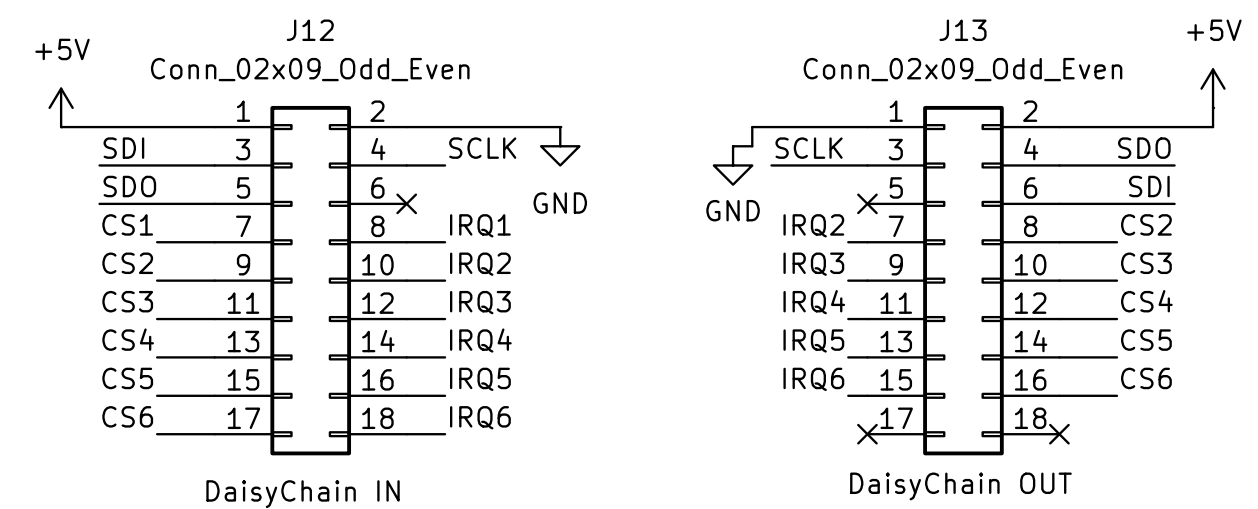 J12
+5V
Conn_02x09_Odd_Even
1 2
SDI 3 4 SCLK
SDO 5 6
GND
CS1 7 8 IRQ1
CS2 9 10 IRQ2
CS3 11 12 IRQ3
CS4 13 14 IRQ4
CS5 15 16 IRQ5
CS6 17 18 IRQ6
DaisyChain IN
J13
+5V
Conn_02x09_Odd_Even
1 2
SCLK 3 4 SDO
5 6 SDI
GND
IRQ2 7 8 CS2
IRQ3 9 10 CS3
IRQ4 11 12 CS4
IRQ5 13 14 CS5
IRQ6 15 16 CS6
17 18
DaisyChain OUT